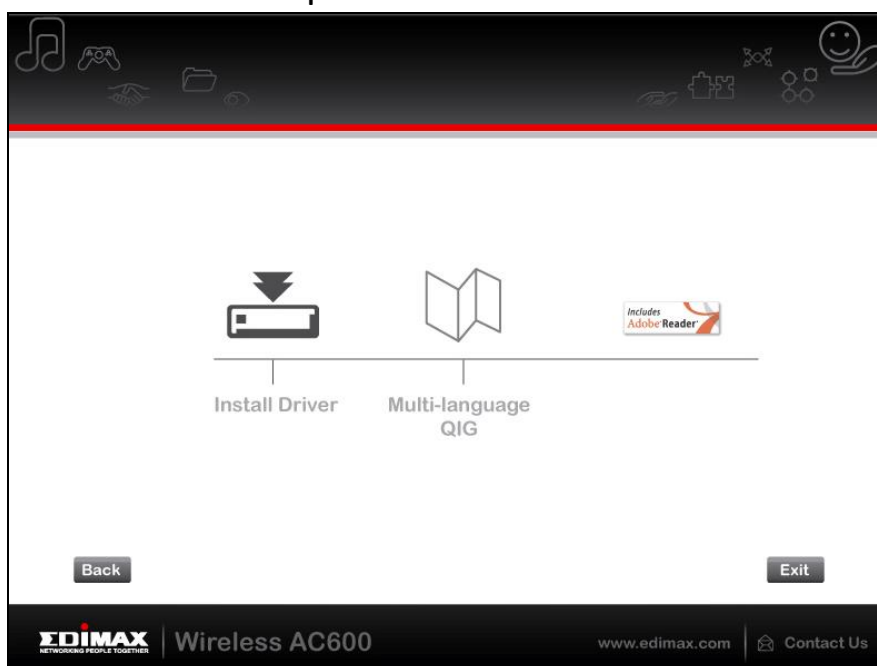 Includes
Adobe Reader
Install Driver
Multi-language
QIG
Back
Exit
EDIMAX
NETWORKING PEOPLE TOGETHER
Wireless AC600
www.edimax.com
Contact Us